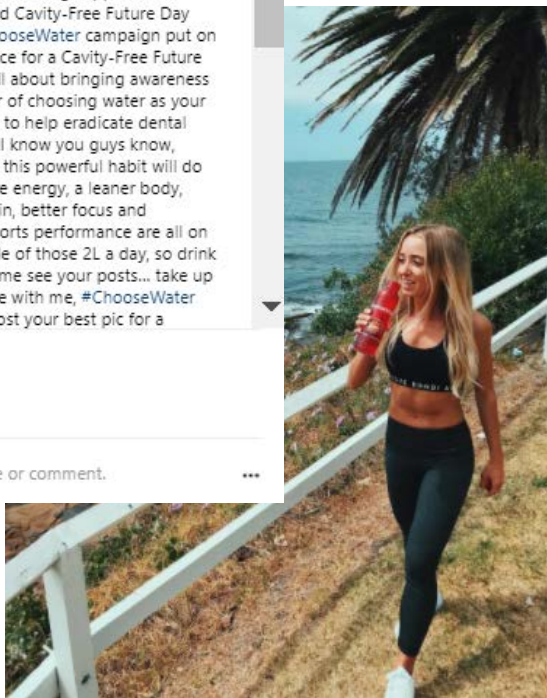 d Cavity-Free Future Day
ooseWater campaign put on
ce for a Cavity-Free Future
ll about bringing awareness
r of choosing water as your
to help eradicate dental
I know you guys know,
this powerful habit will do
e energy, a leaner body,
in, better focus and
orts performance are all on
le of those 2L a day, so drink
me see your posts... take up
e with me, #ChooseWater
ost your best pic for a
e or comment.